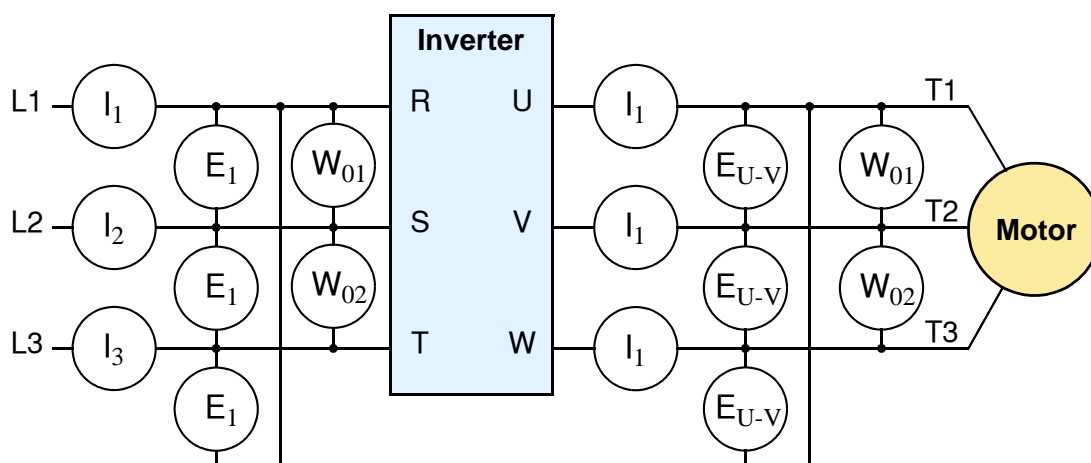 Inverter
L1 I1 R U I1 T1
E1 W01 EU-V W01
L2 I2 S V I1 T2 Motor
E1 W02 EU-V W02
L3 I3 T W I1 T3
E1 EU-V